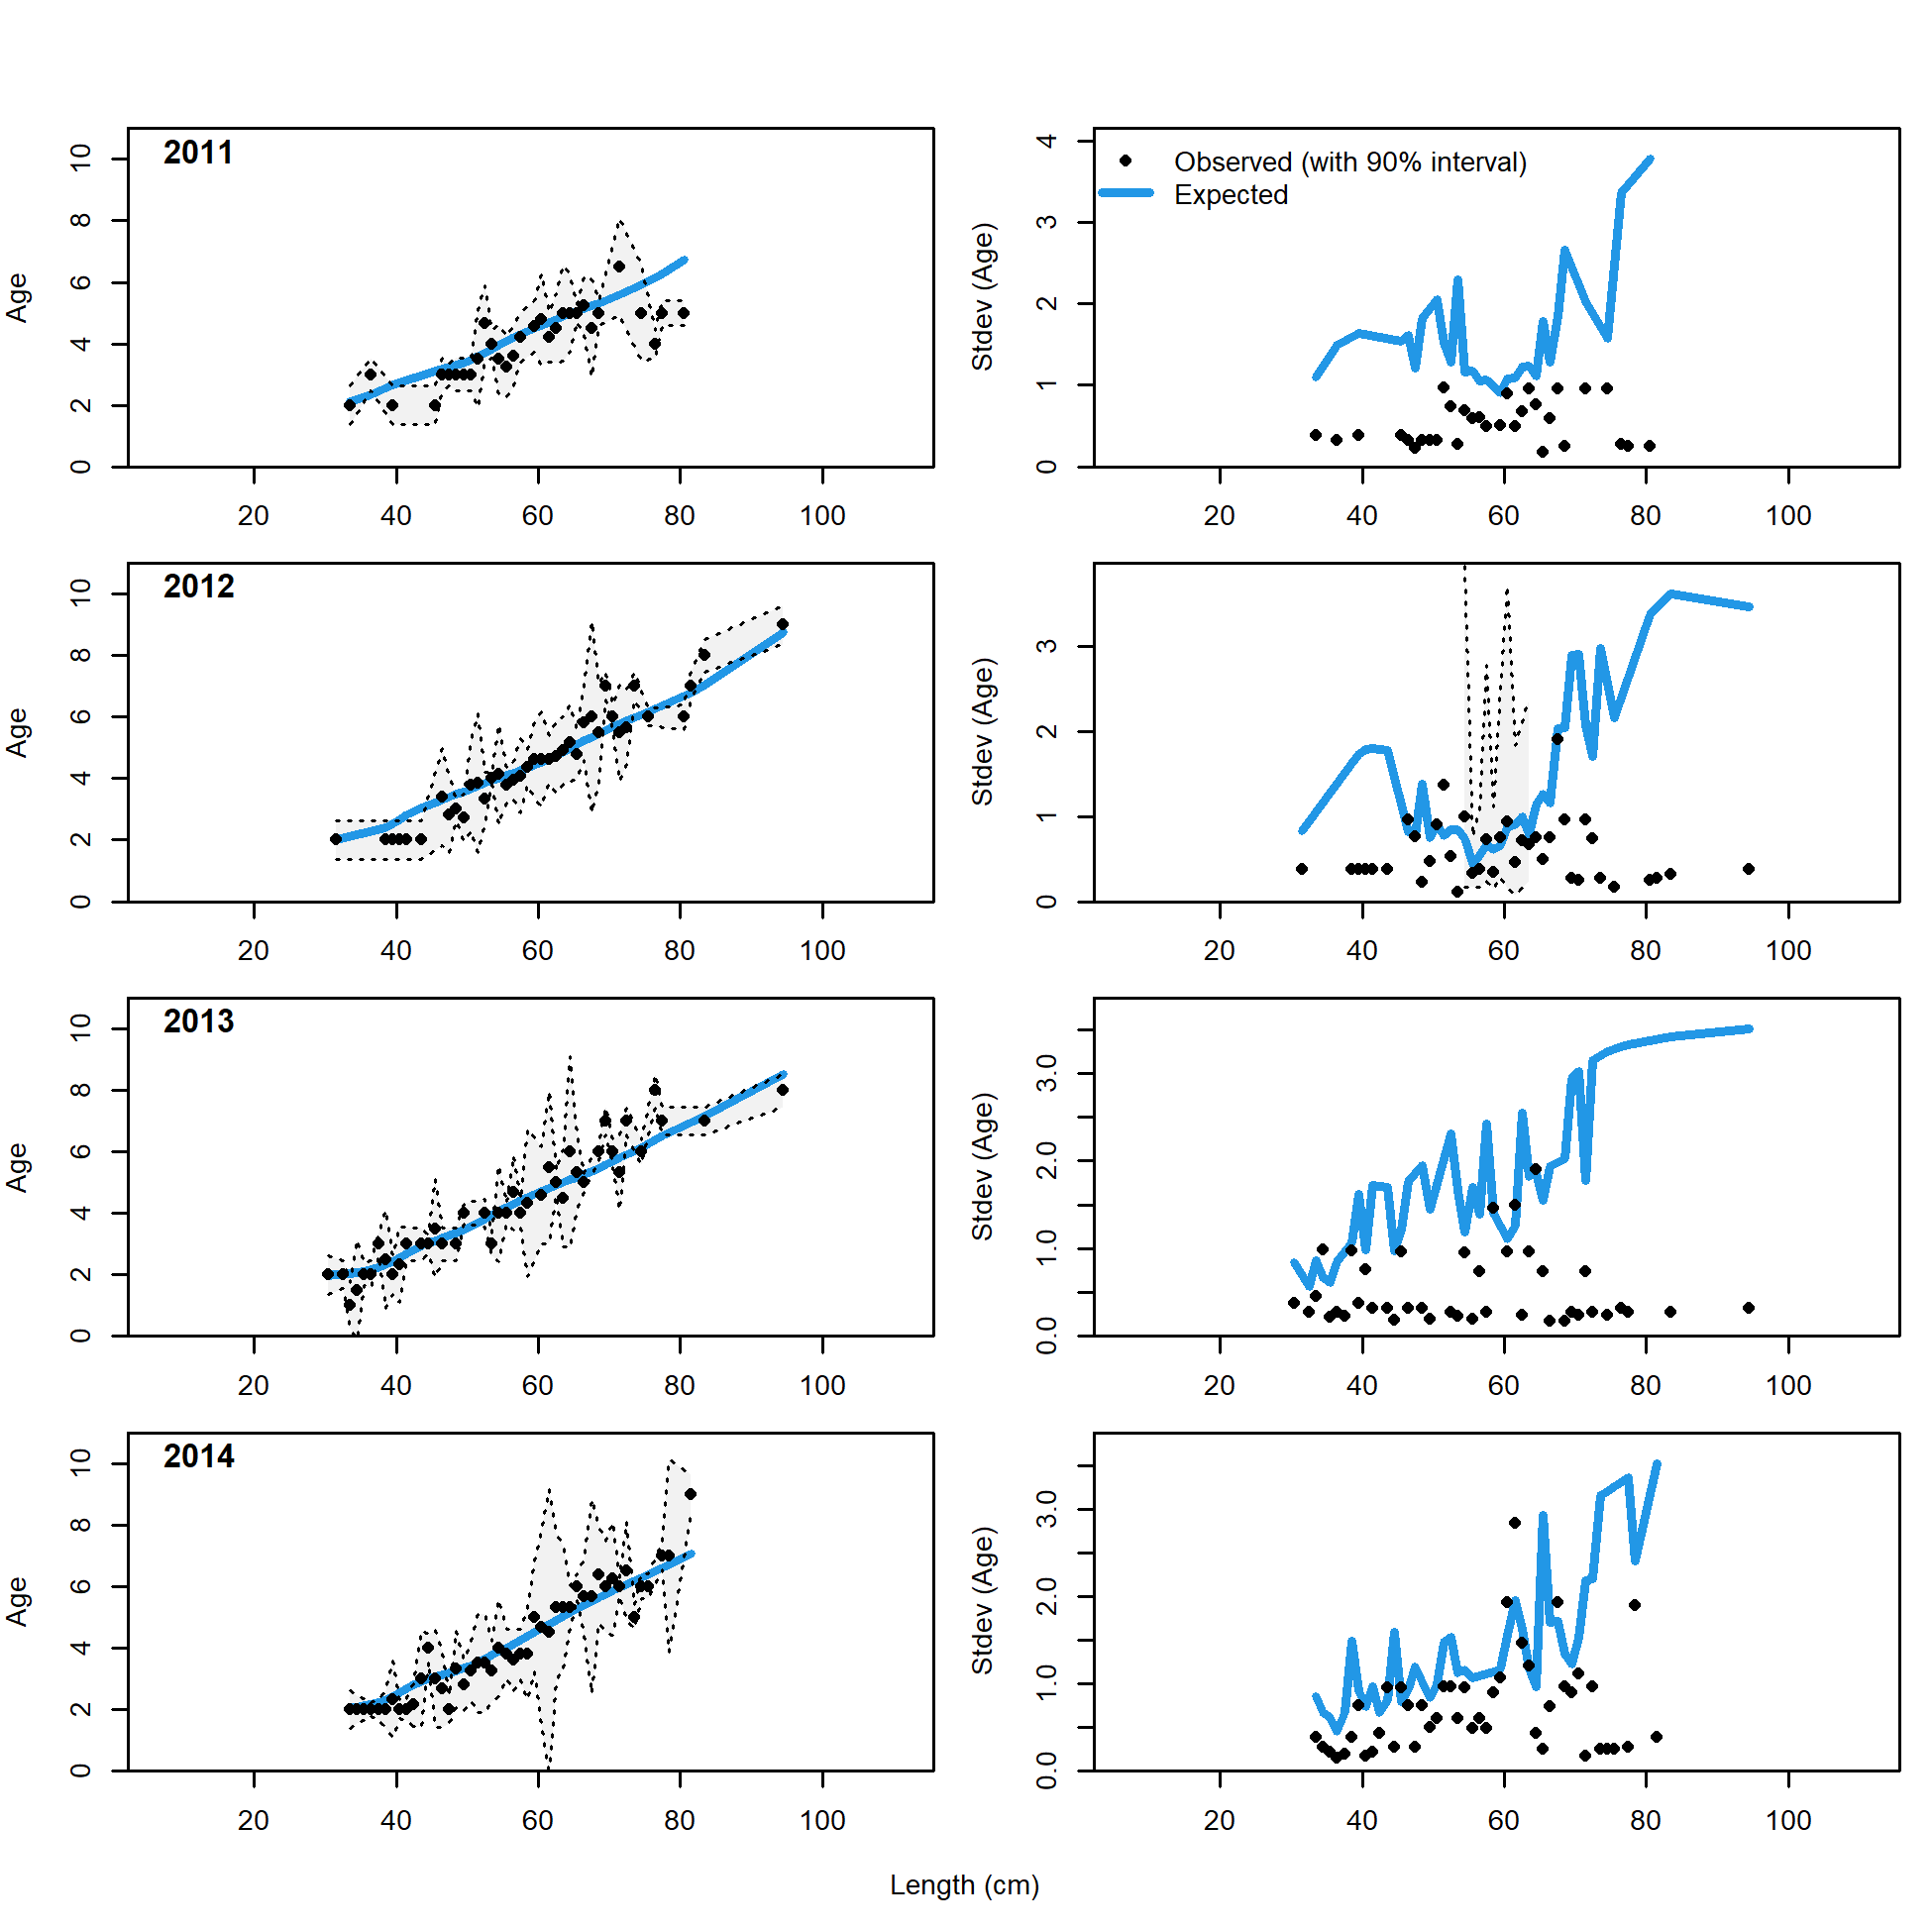 2011
Age
0 2 4 6 8 10
20 40 60 80 100
Observed (with 90% interval)
Expected
Stdev (Age)
0 1 2 3 4
20 40 60 80 100
2012
Age
0 2 4 6 8 10
20 40 60 80 100
Stdev (Age)
0 1 2 3
20 40 60 80 100
2013
Age
0 2 4 6 8 10
20 40 60 80 100
Stdev (Age)
0.0 1.0 2.0 3.0
20 40 60 80 100
2014
Age
0 2 4 6 8 10
20 40 60 80 100
Stdev (Age)
0.0 1.0 2.0 3.0
20 40 60 80 100
Length (cm)